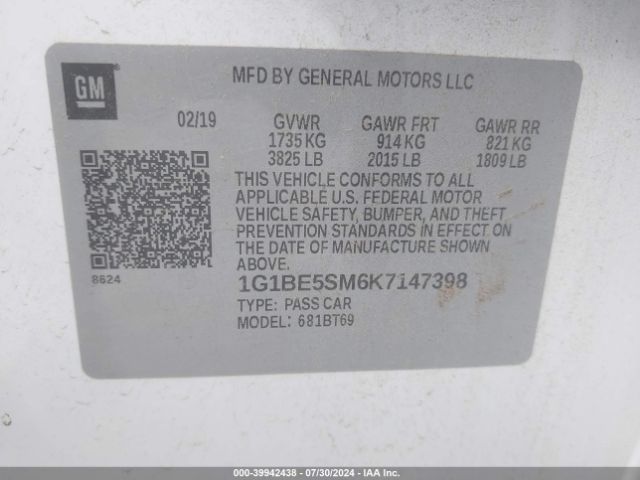 GM
MFD BY GENERAL MOTORS LLC
02/19 GVWR GAWR FRT GAWR RR
1735 KG 914 KG 821 KG
3825 LB 2015 LB 1809 LB
THIS VEHICLE CONFORMS TO ALL
APPLICABLE U.S. FEDERAL MOTOR
VEHICLE SAFETY, BUMPER, AND THEFT
PREVENTION STANDARDS IN EFFECT ON
THE DATE OF MANUFACTURE SHOWN
ABOVE.
8624
1G1BE5SM6K7147398
TYPE: PASS CAR
MODEL: 681BT69
000-39942438 - 07/30/2024 - IAA Inc.